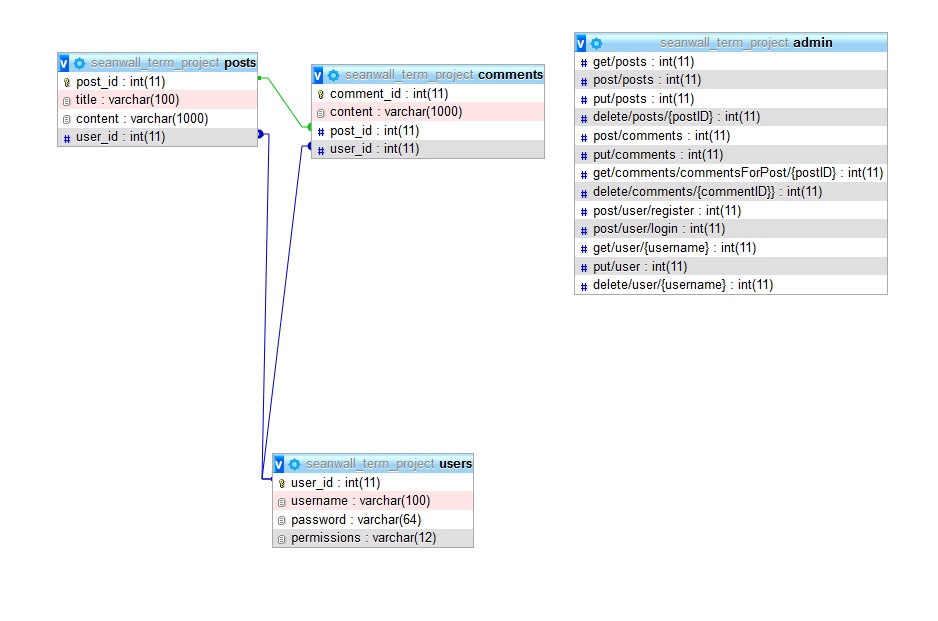 seanwall_term_project posts
post_id : int(11)
title : varchar(100)
content : varchar(1000)
user_id : int(11)
seanwall_term_project comments
comment_id : int(11)
content : varchar(1000)
post_id : int(11)
user_id : int(11)
seanwall_term_project admin
get/posts : int(11)
post/posts : int(11)
put/posts : int(11)
delete/posts/{postID} : int(11)
post/comments : int(11)
put/comments : int(11)
get/comments/commentsForPost/{postID} : int(11)
delete/comments/{commentID}} : int(11)
post/user/register : int(11)
post/user/login : int(11)
get/user/{username} : int(11)
put/user : int(11)
delete/user/{username} : int(11)
seanwall_term_project users
user_id : int(11)
username : varchar(100)
password : varchar(64)
permissions : varchar(12)